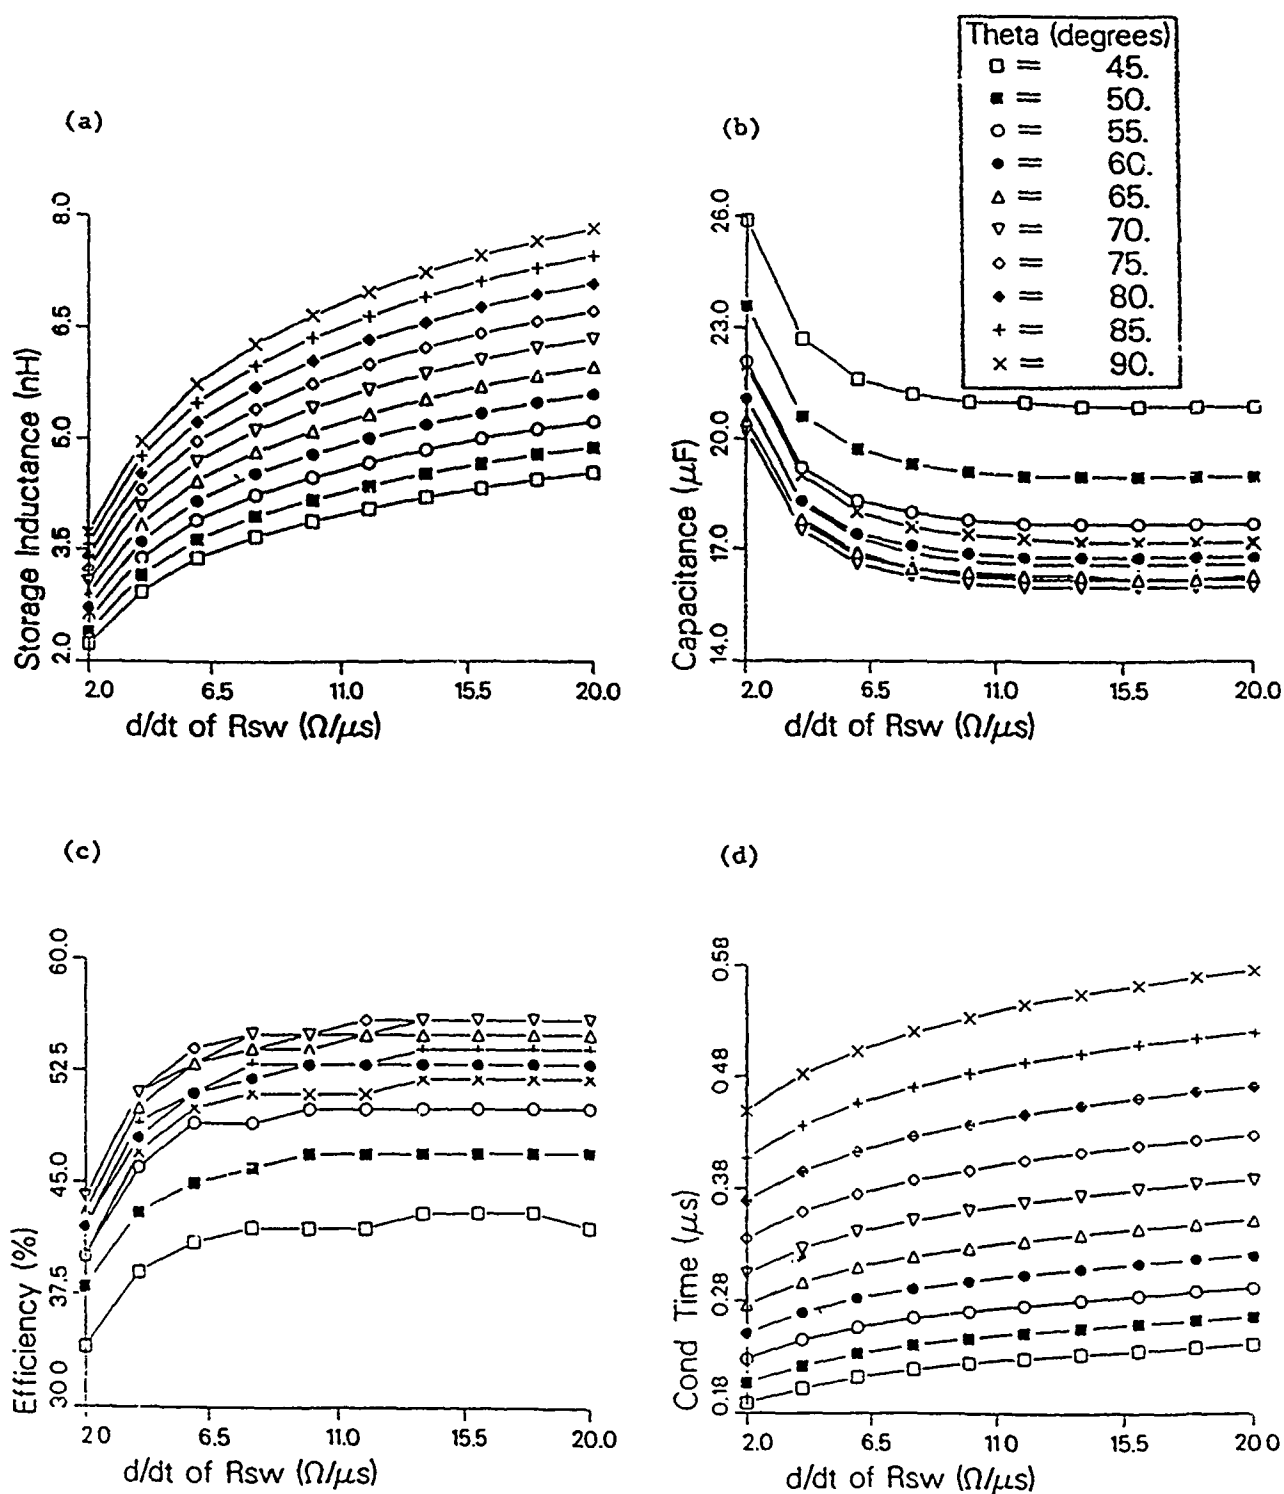 Theta (degrees)
= 45.
= 50.
= 55.
= 60.
= 65.
= 70.
= 75.
= 80.
= 85.
= 90.
(a)
8.0
6.5
5.0
3.5
2.0
Storage Inductance (nH)
2.0 6.5 11.0 15.5 20.0
d/dt of Rsw (Ω/μs)
(b)
26.0
23.0
20.0
17.0
14.0
Capacitance (μF)
2.0 6.5 11.0 15.5 20.0
d/dt of Rsw (Ω/μs)
(c)
60.0
52.5
45.0
37.5
30.0
Efficiency (%)
2.0 6.5 11.0 15.5 20.0
d/dt of Rsw (Ω/μs)
(d)
0.58
0.48
0.38
0.28
0.18
Cond Time (μs)
2.0 6.5 11.0 15.5 20.0
d/dt of Rsw (Ω/μs)